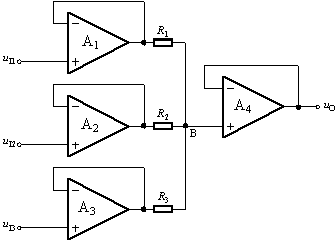 A1
R1
uI1
A2
R2
uI2
B
A4
uO
A3
R3
uI3
−
+
−
+
−
+
−
+